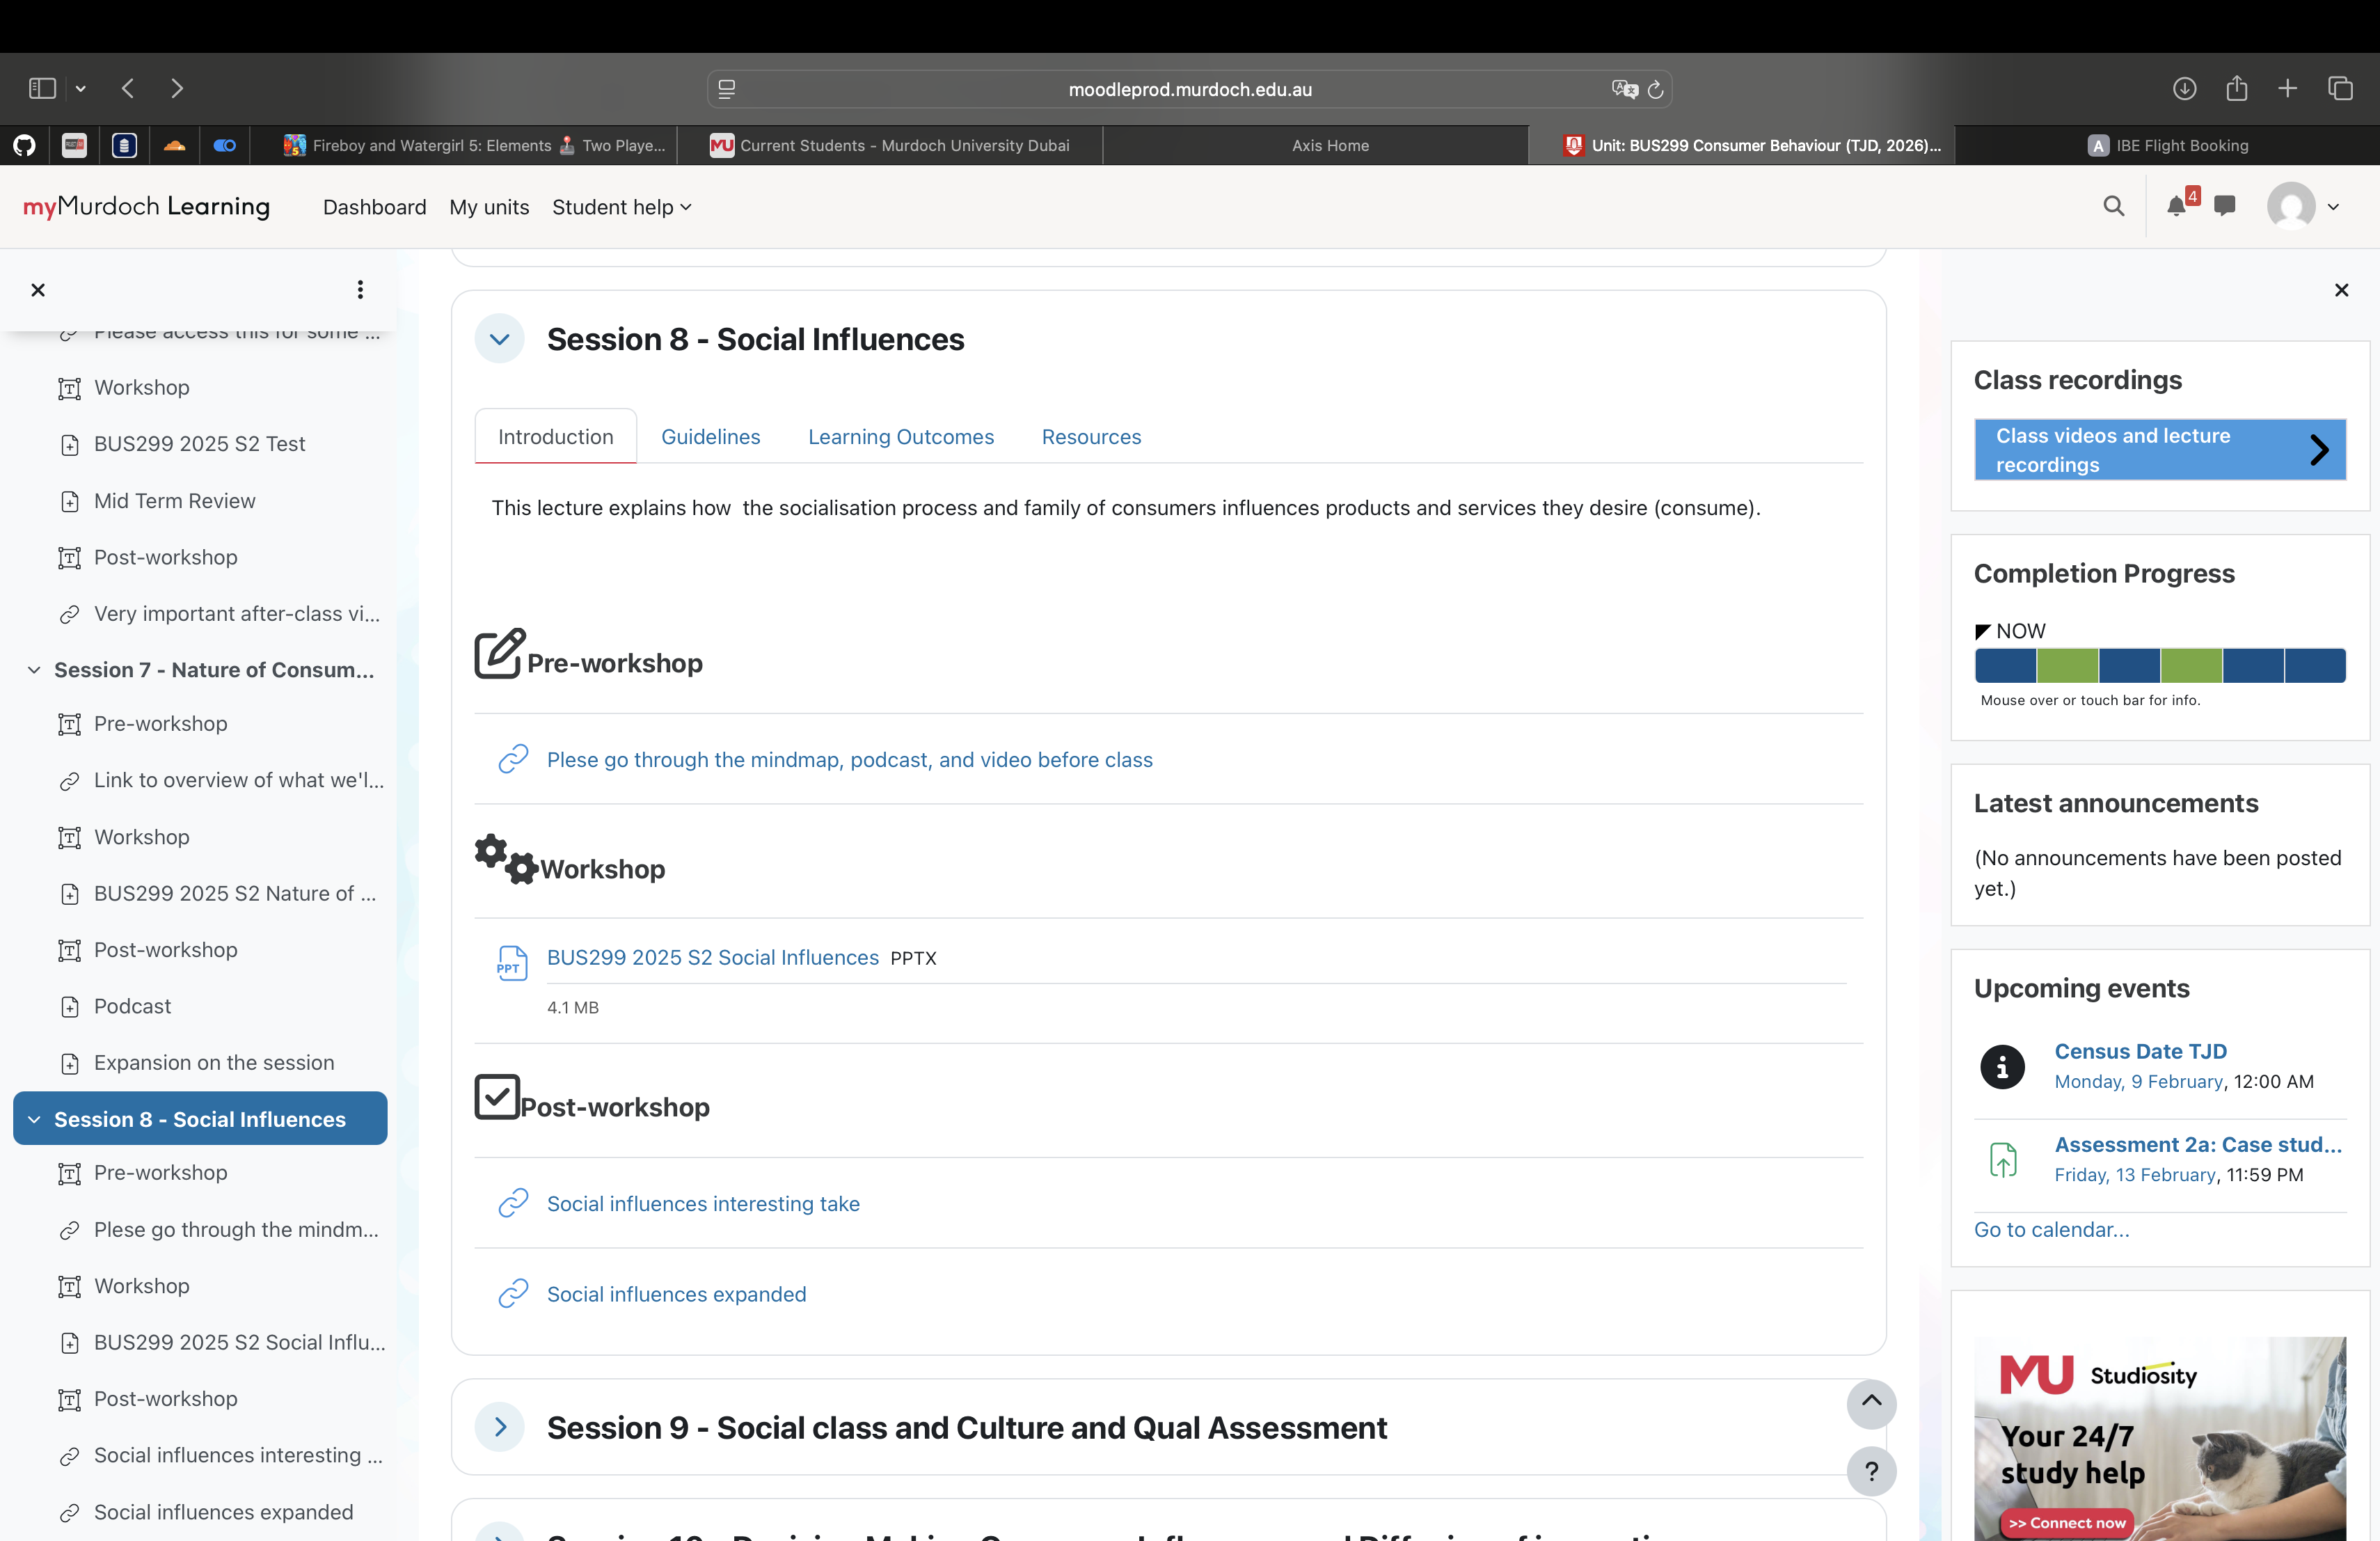 moodleprod.murdoch.edu.au
Fireboy and Watergirl 5: Elements 🕹️ Two Playe...
MU Current Students - Murdoch University Dubai
Axis Home
Unit: BUS299 Consumer Behaviour (TJD, 2026)...
A IBE Flight Booking
myMurdoch Learning
Dashboard
My units
Student help
4
Please access this for some ...
Workshop
BUS299 2025 S2 Test
Mid Term Review
Post-workshop
Very important after-class vi...
Session 7 - Nature of Consum...
Pre-workshop
Link to overview of what we'l...
Workshop
BUS299 2025 S2 Nature of ...
Post-workshop
Podcast
Expansion on the session
Session 8 - Social Influences
Pre-workshop
Plese go through the mindm...
Workshop
BUS299 2025 S2 Social Influ...
Post-workshop
Social influences interesting ...
Social influences expanded
Session 8 - Social Influences
Introduction
Guidelines
Learning Outcomes
Resources
This lecture explains how  the socialisation process and family of consumers influences products and services they desire (consume).
Pre-workshop
Plese go through the mindmap, podcast, and video before class
Workshop
PPT
BUS299 2025 S2 Social Influences PPTX
4.1 MB
Post-workshop
Social influences interesting take
Social influences expanded
Session 9 - Social class and Culture and Qual Assessment
?
Class recordings
Class videos and lecture
recordings
Completion Progress
NOW
Mouse over or touch bar for info.
Latest announcements
(No announcements have been posted
yet.)
Upcoming events
Census Date TJD
Monday, 9 February, 12:00 AM
Assessment 2a: Case stud...
Friday, 13 February, 11:59 PM
Go to calendar...
MU Studiosity
Your 24/7
study help
>> Connect now